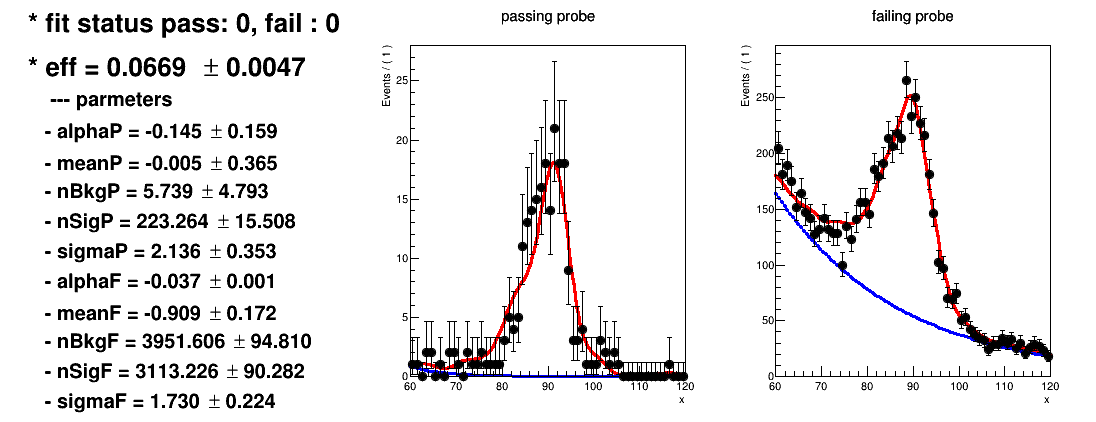 * fit status pass: 0, fail : 0
* eff = 0.0669 ± 0.0047
--- parmeters
- alphaP = -0.145 ± 0.159
- meanP = -0.005 ± 0.365
- nBkgP = 5.739 ± 4.793
- nSigP = 223.264 ± 15.508
- sigmaP = 2.136 ± 0.353
- alphaF = -0.037 ± 0.001
- meanF = -0.909 ± 0.172
- nBkgF = 3951.606 ± 94.810
- nSigF = 3113.226 ± 90.282
- sigmaF = 1.730 ± 0.224
passing probe
Events / ( 1 )
25
20
15
10
5
0
60 70 80 90 100 110 120
x
failing probe
Events / ( 1 )
250
200
150
100
50
0
60 70 80 90 100 110 120
x